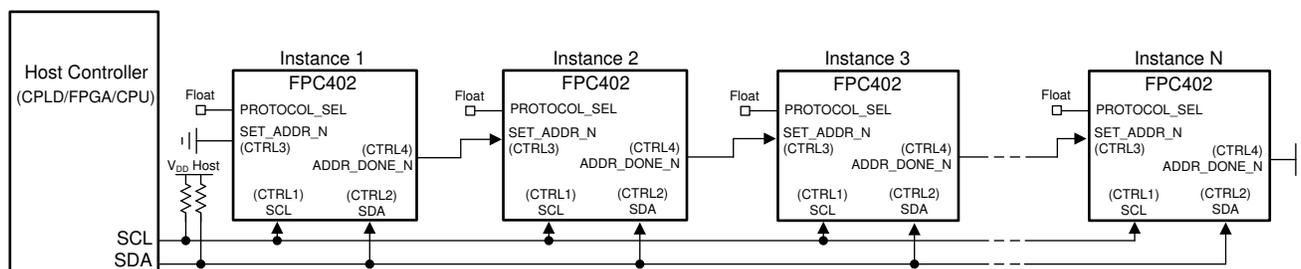 Host Controller
(CPLD/FPGA/CPU)
V_DD Host
SCL
SDA
Instance 1
FPC402
Float
PROTOCOL_SEL
SET_ADDR_N
(CTRL3)
(CTRL4)
ADDR_DONE_N
(CTRL1)
SCL
(CTRL2)
SDA
Instance 2
FPC402
Float
PROTOCOL_SEL
SET_ADDR_N
(CTRL3)
(CTRL4)
ADDR_DONE_N
(CTRL1)
SCL
(CTRL2)
SDA
Instance 3
FPC402
Float
PROTOCOL_SEL
SET_ADDR_N
(CTRL3)
(CTRL4)
ADDR_DONE_N
(CTRL1)
SCL
(CTRL2)
SDA
Instance N
FPC402
Float
PROTOCOL_SEL
SET_ADDR_N
(CTRL3)
(CTRL4)
ADDR_DONE_N
(CTRL1)
SCL
(CTRL2)
SDA